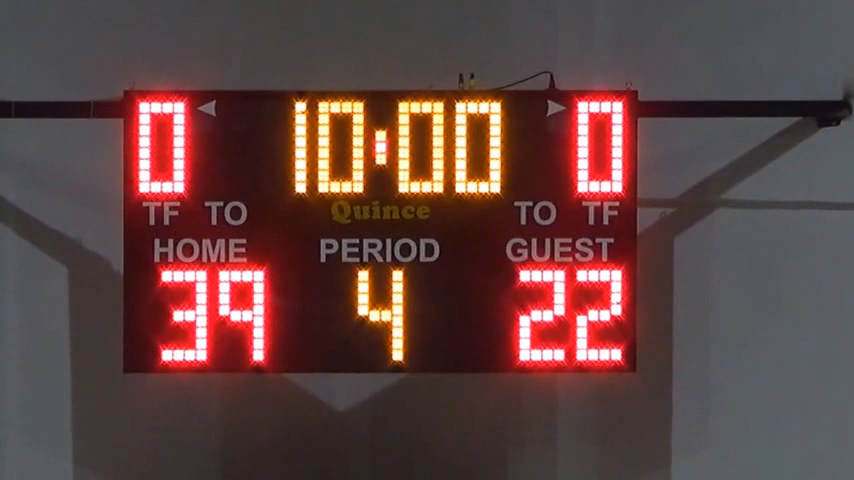 0 10:00 0
TF TO Quince TO TF
HOME PERIOD GUEST
39 4 22